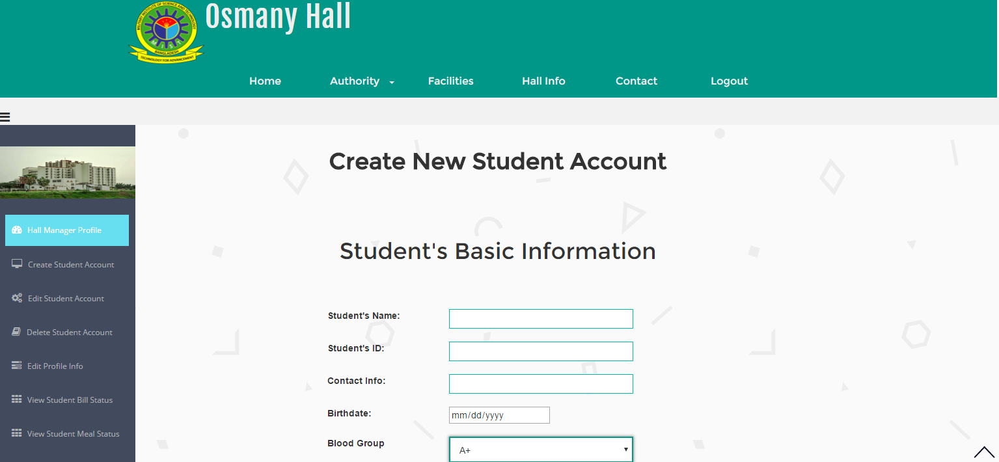 MILITARY INSTITUTE OF SCIENCE AND TECHNOLOGY
MIST
BANGLADESH
TECHNOLOGY FOR ADVANCEMENT
Osmany Hall
Home Authority Facilities Hall Info Contact Logout
Create New Student Account
Hall Manager Profile
Create Student Account
Edit Student Account
Delete Student Account
Edit Profile Info
View Student Bill Status
View Student Meal Status
Student's Basic Information
Student's Name:
Student's ID:
Contact Info:
Birthdate: mm/dd/yyyy
Blood Group A+